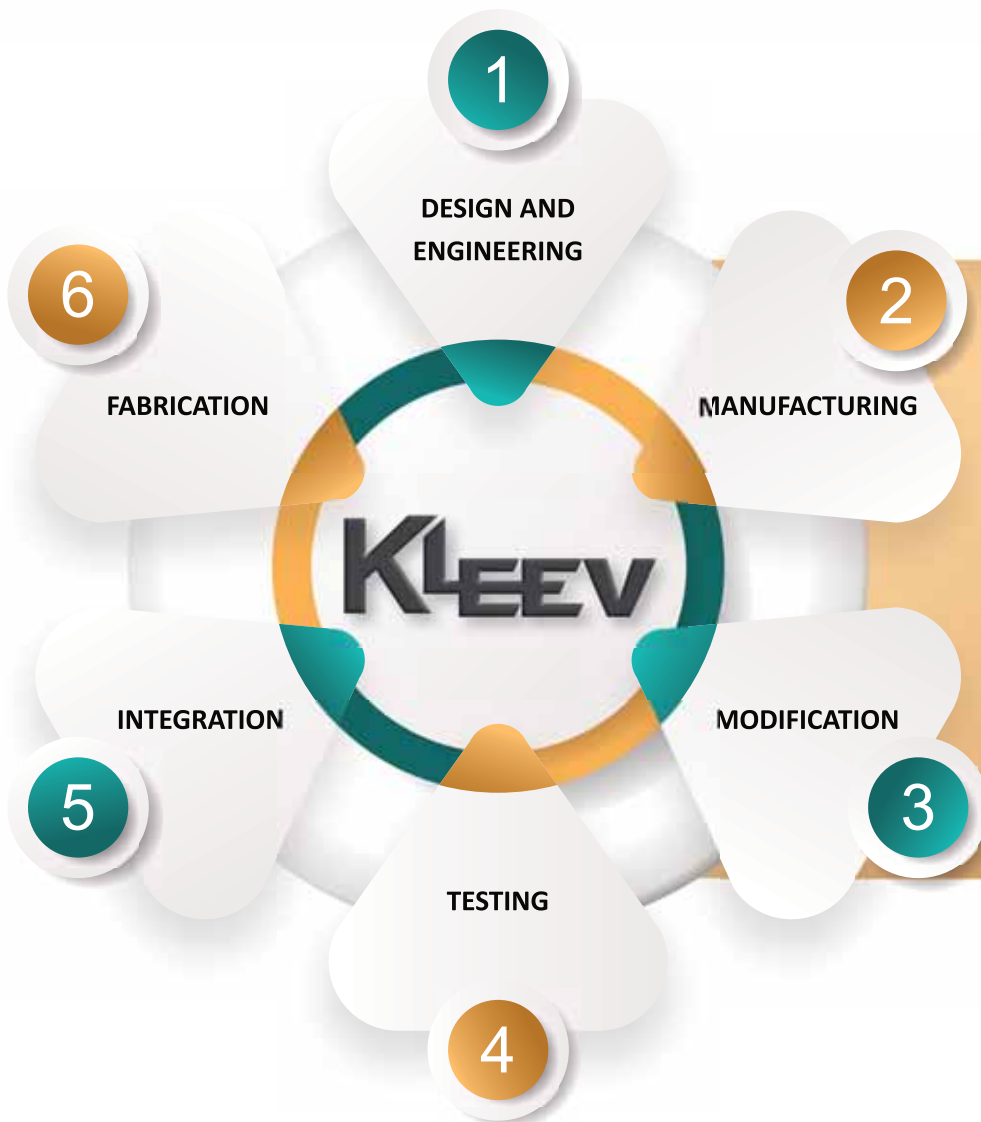 1
DESIGN AND
ENGINEERING
2
MANUFACTURING
3
MODIFICATION
4
TESTING
5
INTEGRATION
6
FABRICATION
KLEEV